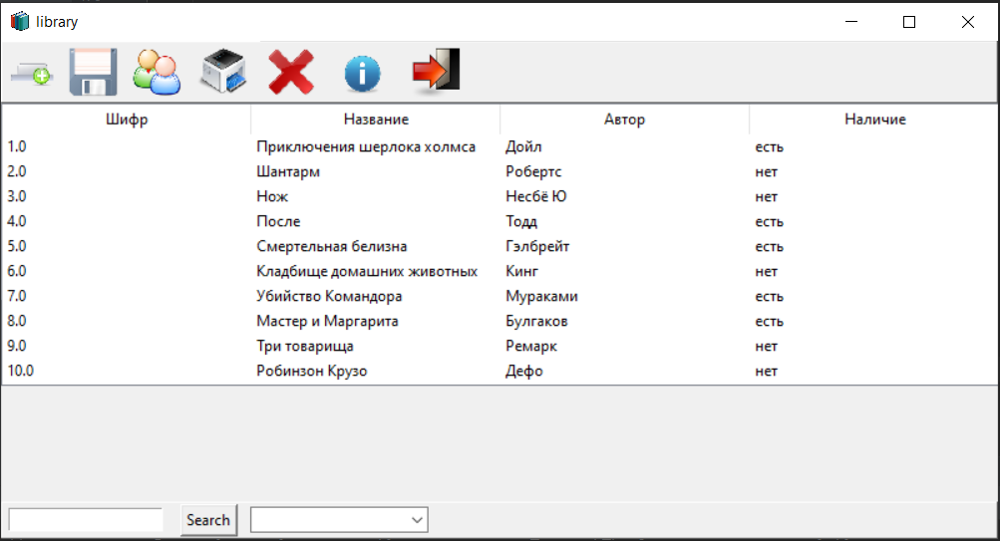 library
Шифр Название Автор Наличие
1.0 Приключения шерлока холмса Дойл есть
2.0 Шантарм Робертс нет
3.0 Нож Несбё Ю нет
4.0 После Тодд есть
5.0 Смертельная белизна Гэлбрейт есть
6.0 Кладбище домашних животных Кинг нет
7.0 Убийство Командора Мураками есть
8.0 Мастер и Маргарита Булгаков есть
9.0 Три товарища Ремарк нет
10.0 Робинзон Крузо Дефо нет
Search